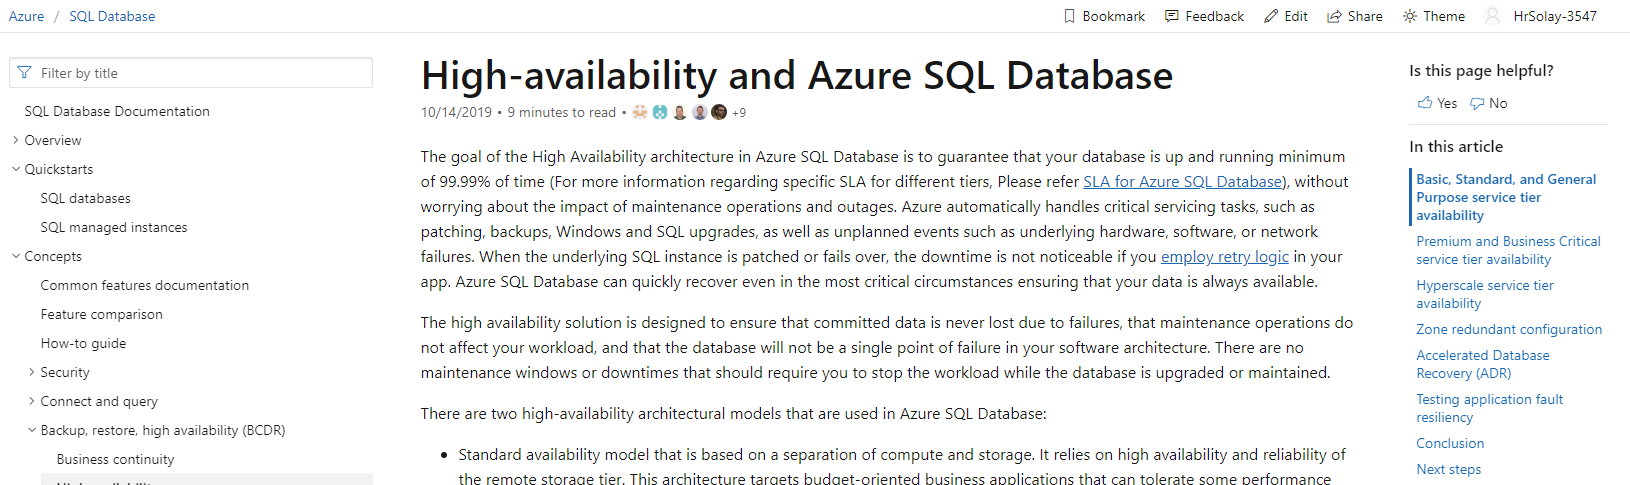 Azure / SQL Database
Bookmark Feedback Edit Share Theme HrSolay-3547
Filter by title
SQL Database Documentation
Overview
Quickstarts
SQL databases
SQL managed instances
Concepts
Common features documentation
Feature comparison
How-to guide
Security
Connect and query
Backup, restore, high availability (BCDR)
Business continuity
High-availability and Azure SQL Database
10/14/2019 • 9 minutes to read • +9
The goal of the High Availability architecture in Azure SQL Database is to guarantee that your database is up and running minimum
of 99.99% of time (For more information regarding specific SLA for different tiers, Please refer SLA for Azure SQL Database), without
worrying about the impact of maintenance operations and outages. Azure automatically handles critical servicing tasks, such as
patching, backups, Windows and SQL upgrades, as well as unplanned events such as underlying hardware, software, or network
failures. When the underlying SQL instance is patched or fails over, the downtime is not noticeable if you employ retry logic in your
app. Azure SQL Database can quickly recover even in the most critical circumstances ensuring that your data is always available.
The high availability solution is designed to ensure that committed data is never lost due to failures, that maintenance operations do
not affect your workload, and that the database will not be a single point of failure in your software architecture. There are no
maintenance windows or downtimes that should require you to stop the workload while the database is upgraded or maintained.
There are two high-availability architectural models that are used in Azure SQL Database:
• Standard availability model that is based on a separation of compute and storage. It relies on high availability and reliability of
the remote storage tier. This architecture targets budget-oriented business applications that can tolerate some performance
Is this page helpful?
Yes No
In this article
Basic, Standard, and General
Purpose service tier
availability
Premium and Business Critical
service tier availability
Hyperscale service tier
availability
Zone redundant configuration
Accelerated Database
Recovery (ADR)
Testing application fault
resiliency
Conclusion
Next steps